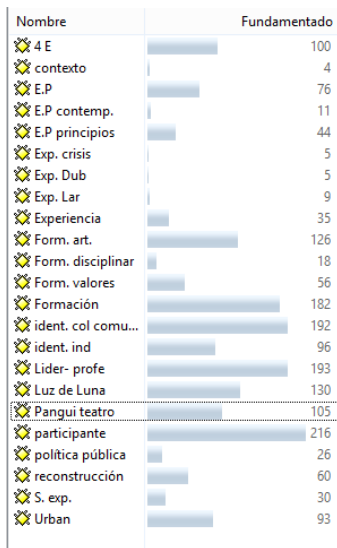 Nombre Fundamentado
4 E 100
contexto 4
E.P 76
E.P contemp. 11
E.P principios 44
Exp. crisis 5
Exp. Dub 5
Exp. Lar 9
Experiencia 35
Form. art. 126
Form. disciplinar 18
Form. valores 56
Formación 182
ident. col comu... 192
ident. ind 96
Lider- profe 193
Luz de Luna 130
Pangui teatro 105
participante 216
política pública 26
reconstrucción 60
S. exp. 30
Urban 93